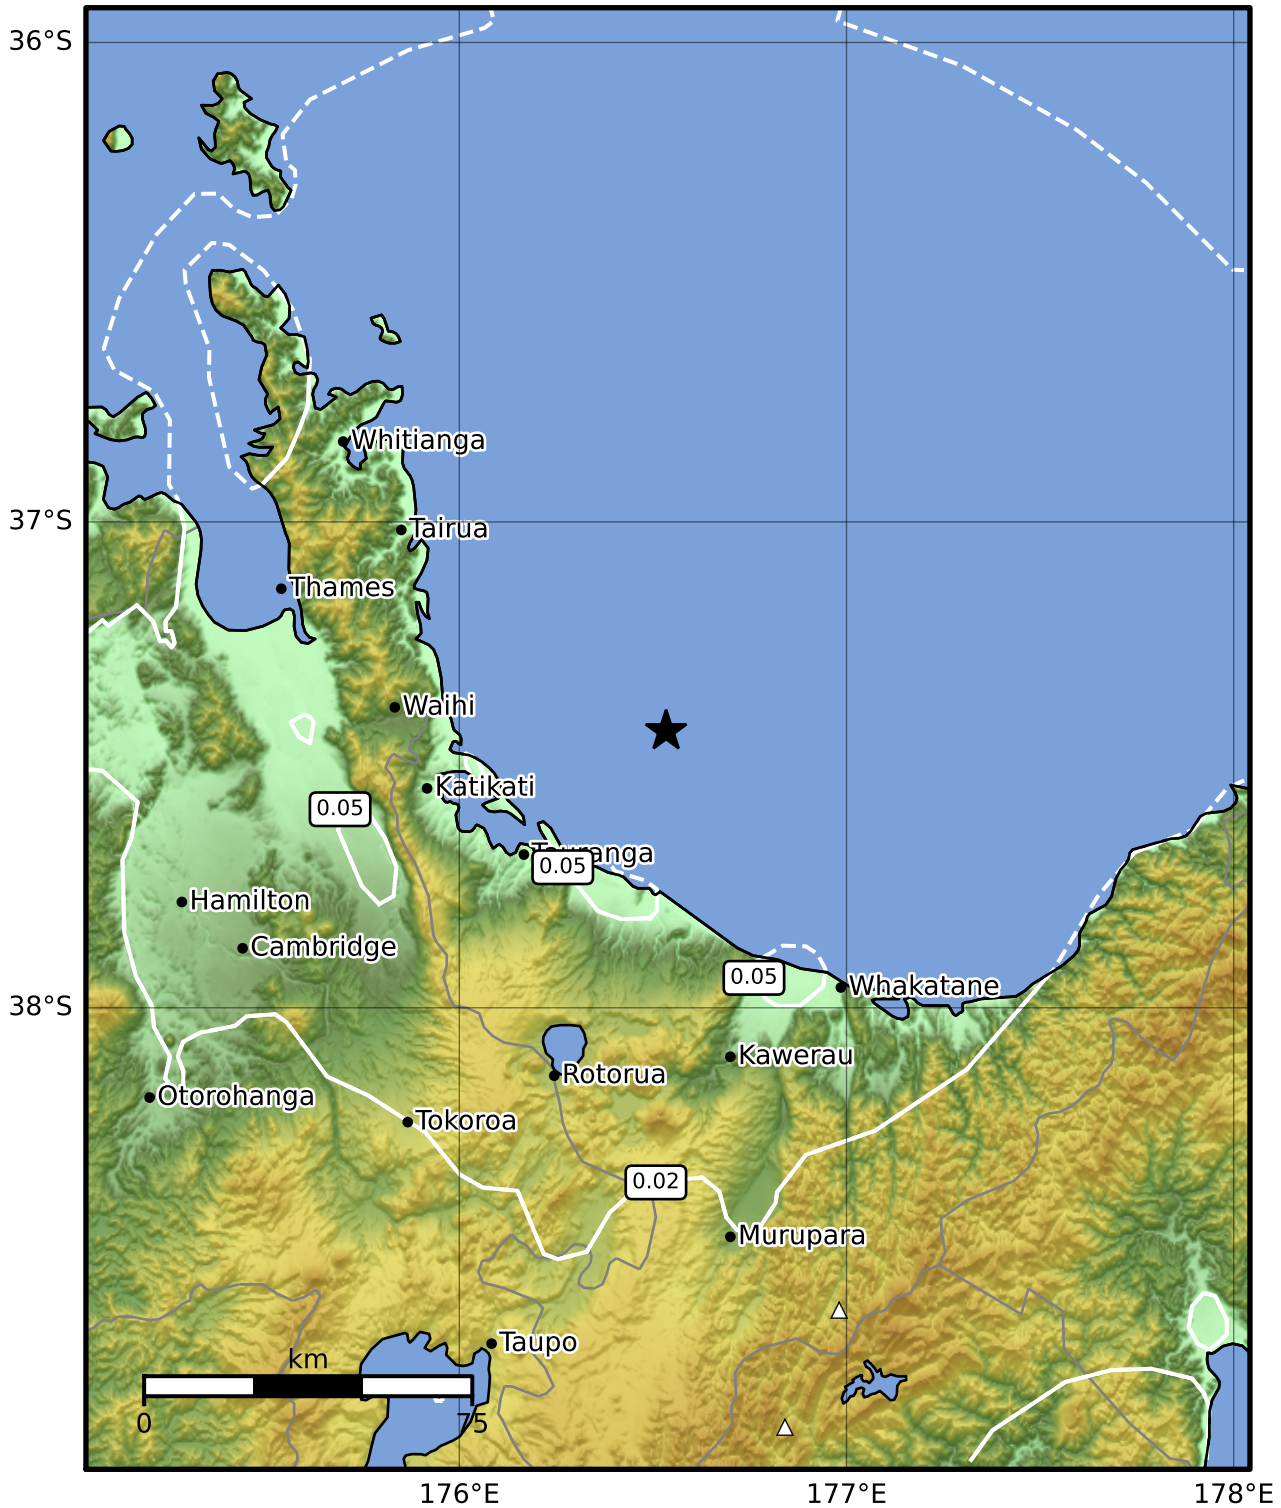 36°S
Whitianga
37°S
Tairua
Thames
Waihi
Katikati
0.05
Tauranga
0.05
Hamilton
Cambridge
0.05
Whakatane
38°S
Kawerau
Rotorua
Otorohanga
Tokoroa
0.02
Murupara
Taupo
km
0
75
176°E
177°E
178°E